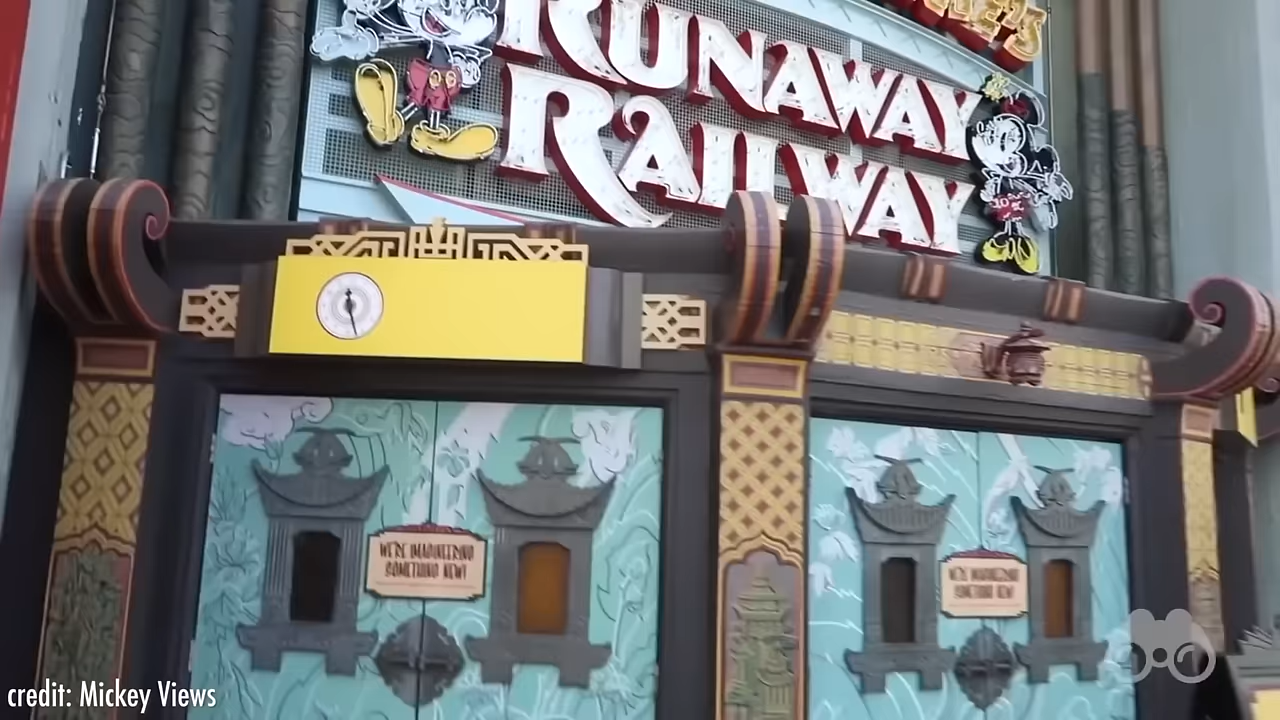 RUNAWAY
RAILWAY
WE'RE IMAGINEERING
SOMETHING NEW!
WE'RE IMAGINEERING
SOMETHING NEW!
credit: Mickey Views